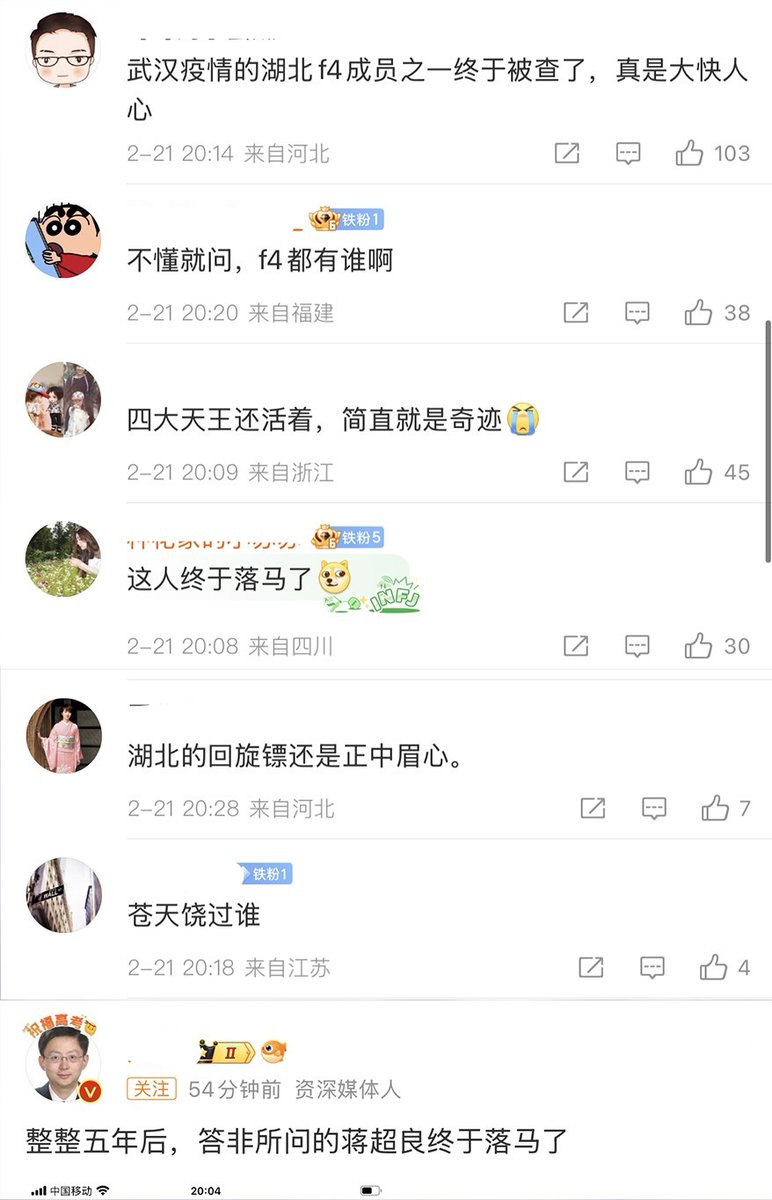 武汉疫情的湖北f4成员之一终于被查了，真是大快人
心
2-21 20:14 来自河北
103
铁粉1
不懂就问，f4都有谁啊
2-21 20:20 来自福建
38
四大天王还活着，简直就是奇迹
2-21 20:09 来自浙江
45
铁粉5
这人终于落马了
INFJ
2-21 20:08 来自四川
30
湖北的回旋镖还是正中眉心。
2-21 20:28 来自河北
7
铁粉1
苍天饶过谁
2-21 20:18 来自江苏
4
祝福高考
II
关注 54分钟前 资深媒体人
整整五年后，答非所问的蒋超良终于落马了
中国移动 20:04